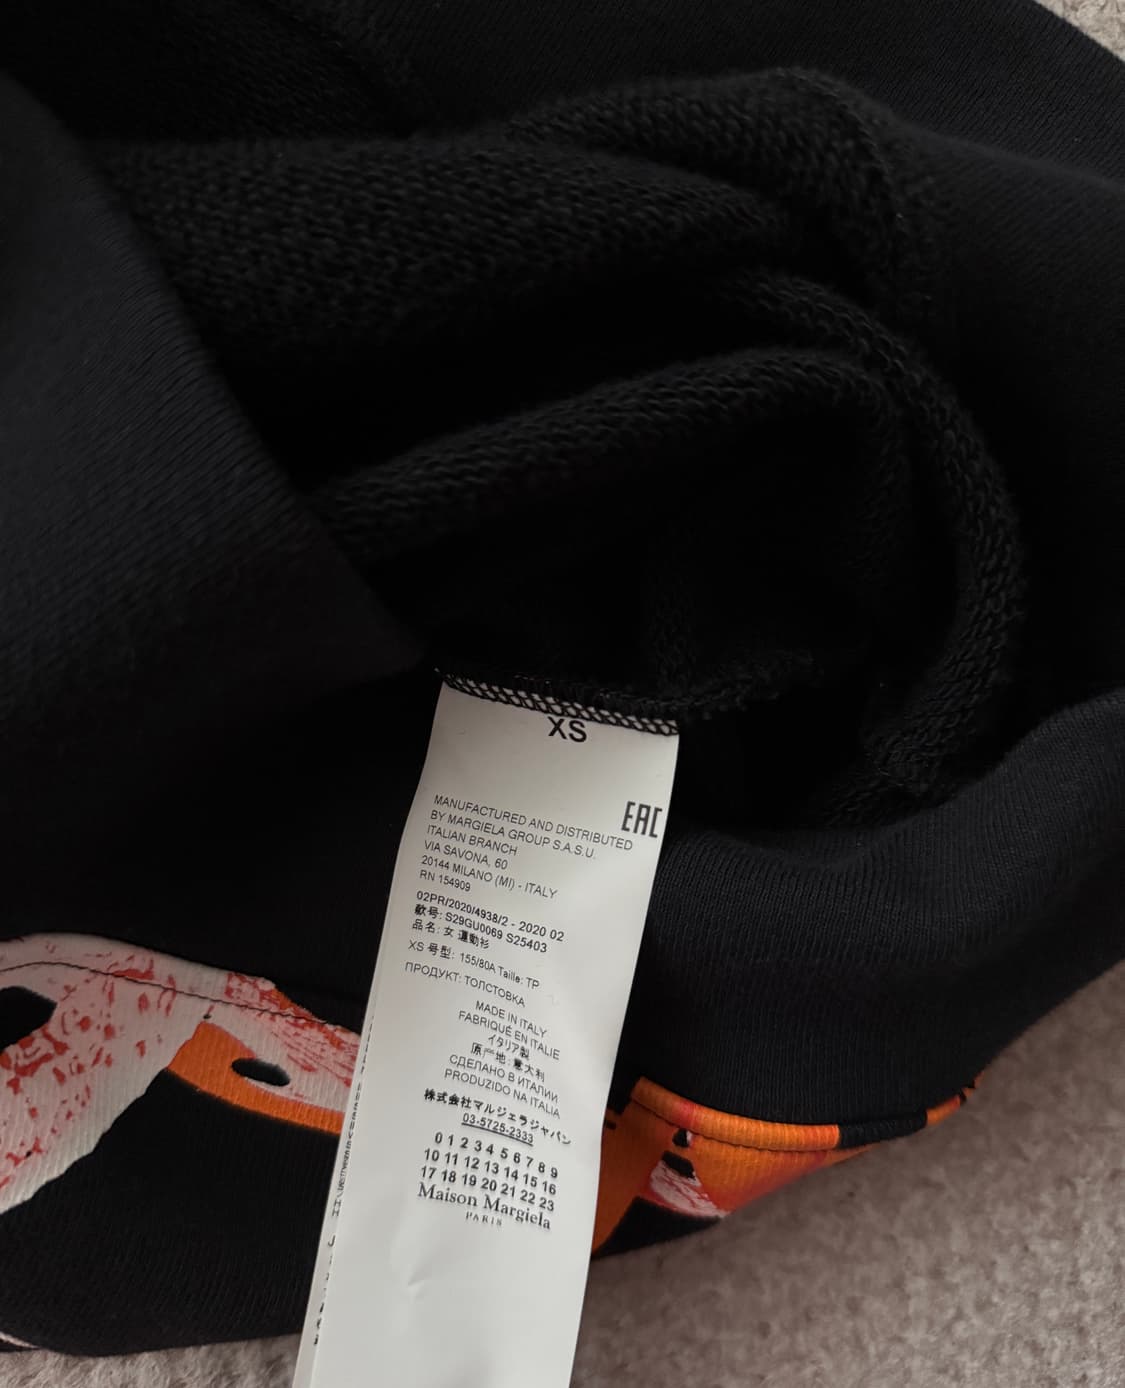 XS
EAC
MANUFACTURED AND DISTRIBUTED
BY MARGIELA GROUP S.A.S.U.
ITALIAN BRANCH
VIA SAVONA, 60
20144 MILANO (MI) - ITALY
RN 154909
02PR/2020/4938/2 - 2020 02
款号: S29GU0069 S25403
品名: 女 運動衫
XS 号型: 155/80A Taille: TP
ПРОДУКТ: ТОЛСТОВКА
MADE IN ITALY
FABRIQUÉ EN ITALIE
イタリア製
原产地: 意大利
СДЕЛАНО В ИТАЛИИ
PRODUZIDO NA ITALIA
株式会社マルジェラジャパン
03-5725-2333
0 1 2 3 4 5 6 7 8 9
10 11 12 13 14 15 16
17 18 19 20 21 22 23
Maison Margiela
PARIS